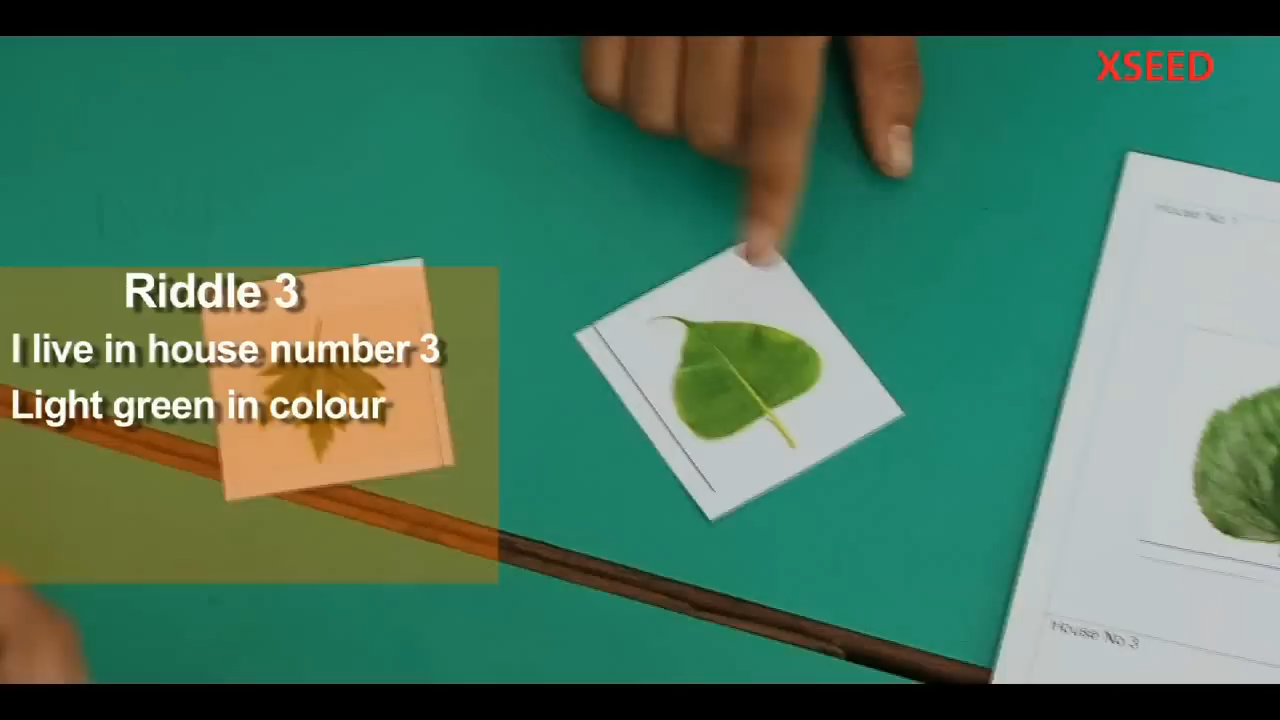 XSEED
Riddle 3
I live in house number 3
Light green in colour
House No 3